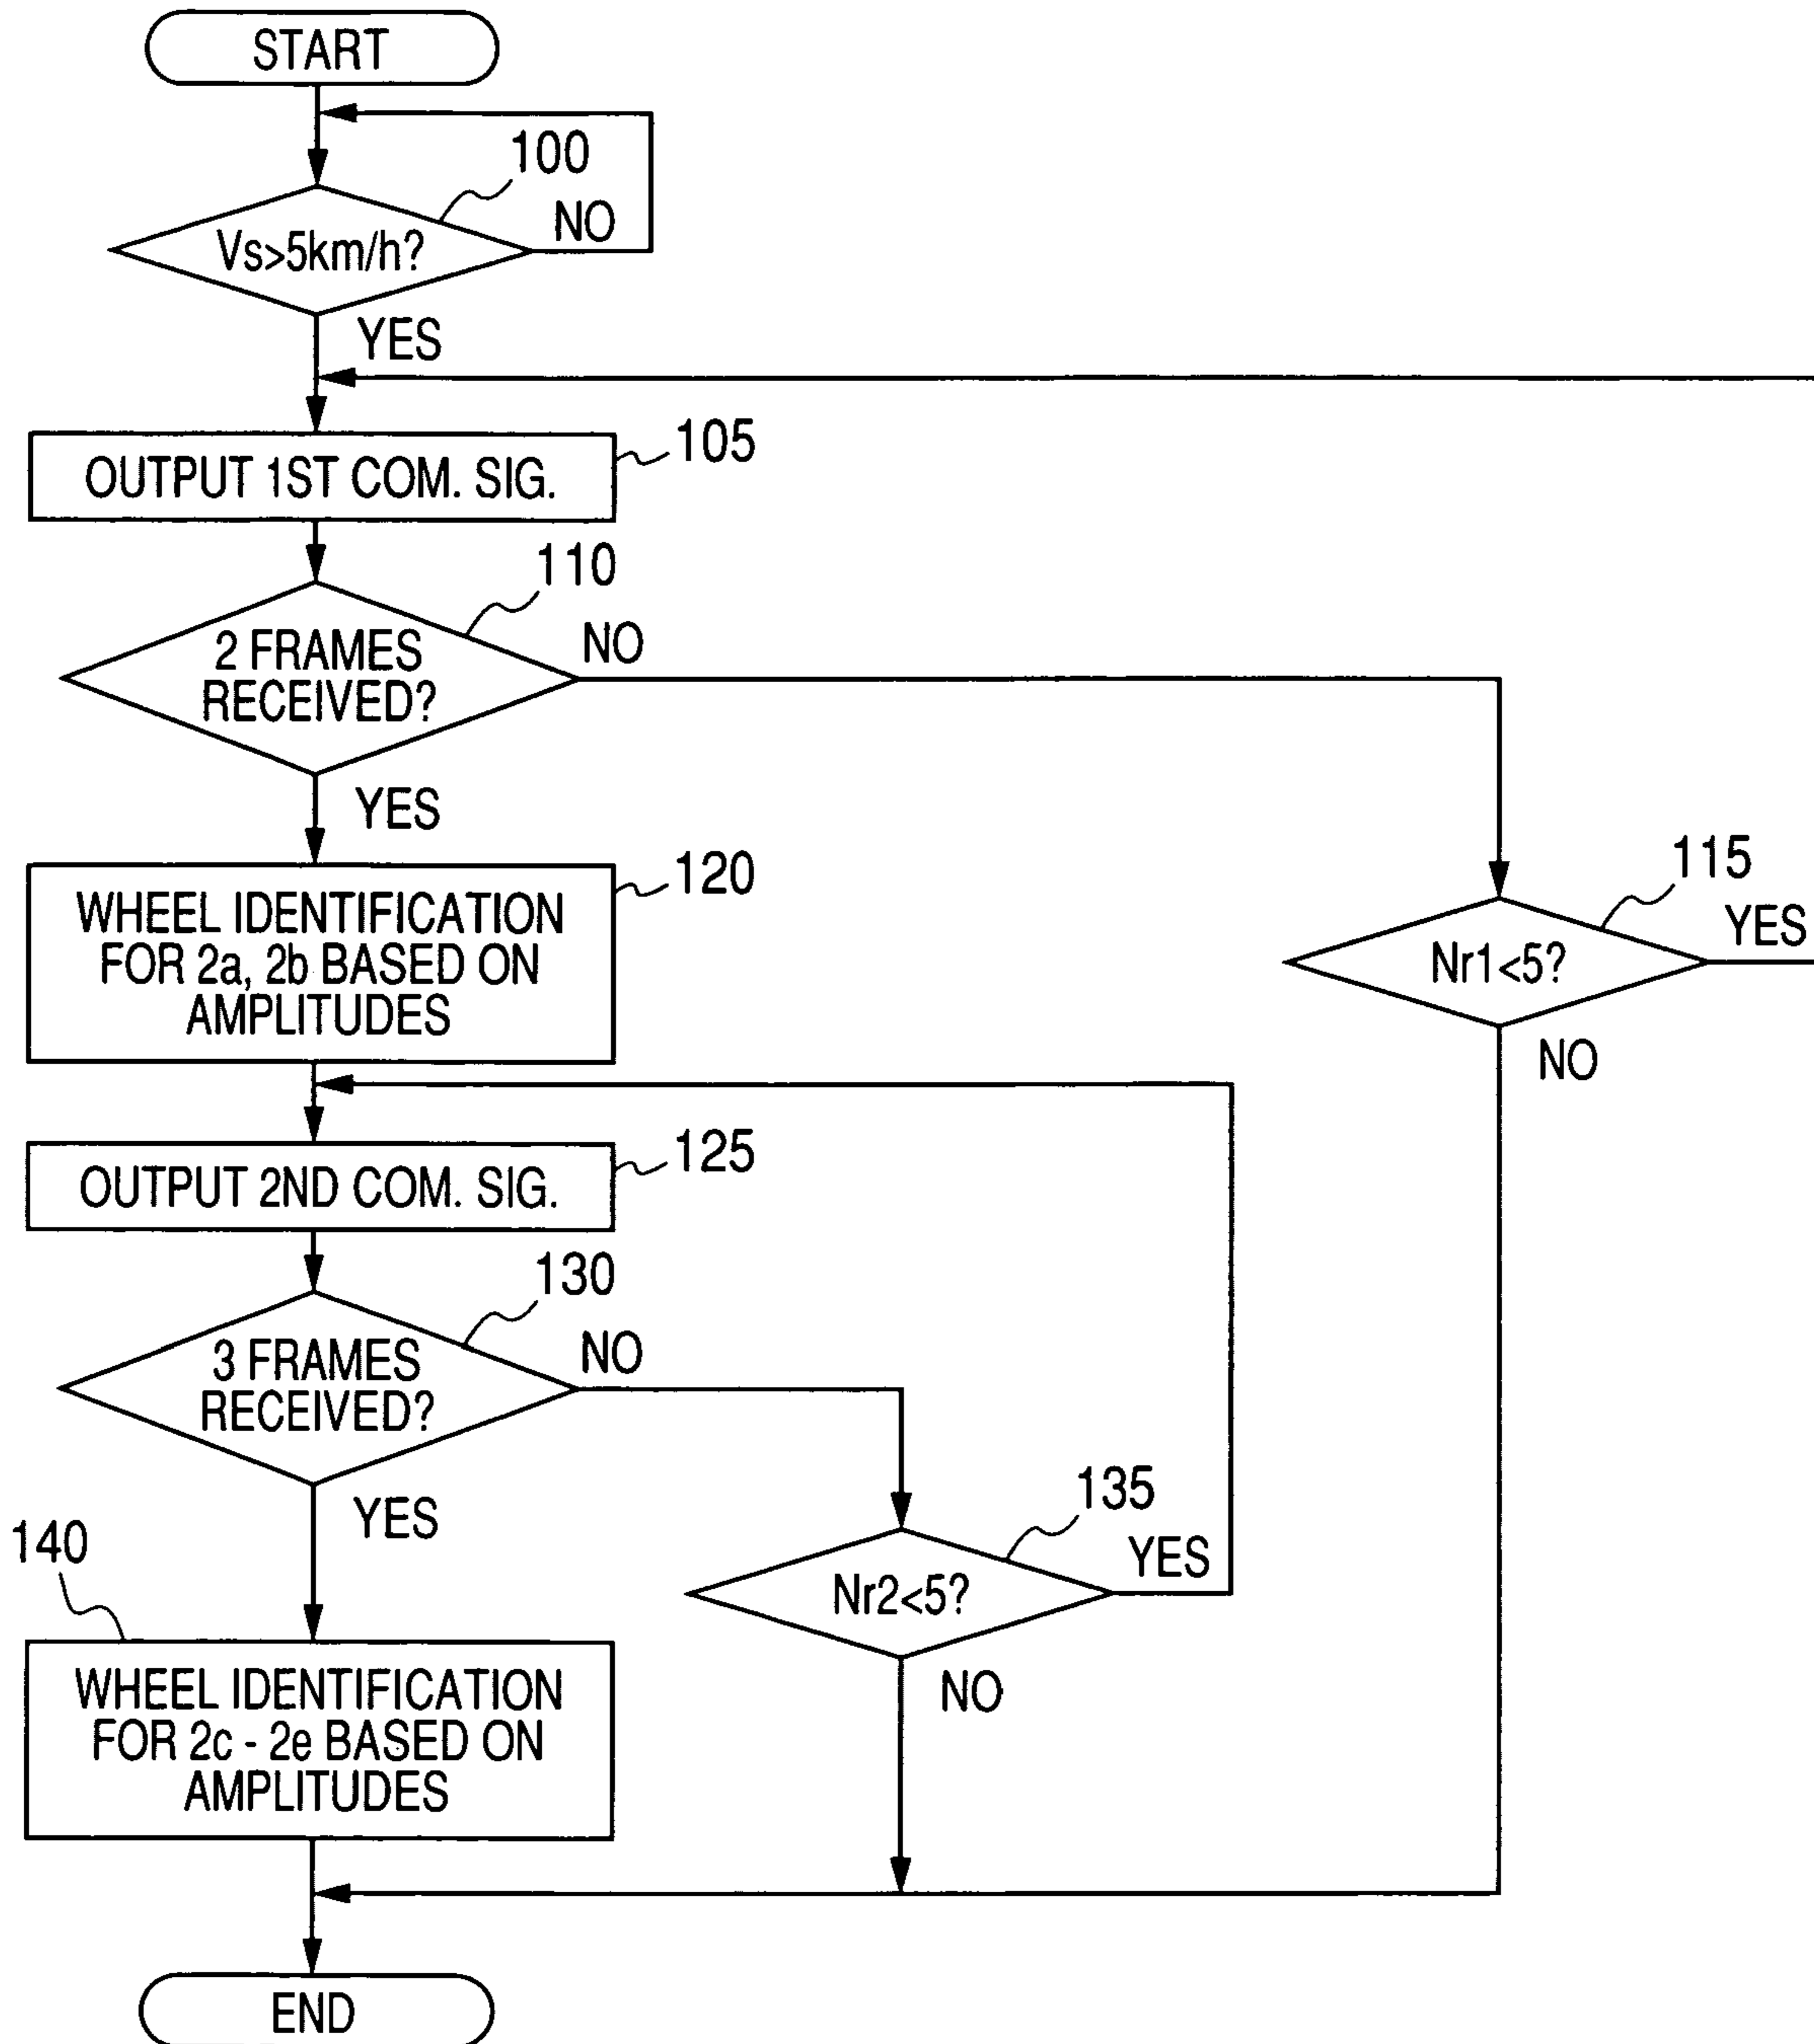 START
100
Vs>5km/h?
NO
YES
OUTPUT 1ST COM. SIG.
105
110
2 FRAMES
RECEIVED?
NO
YES
115
Nr1<5?
YES
NO
WHEEL IDENTIFICATION
FOR 2a, 2b BASED ON
AMPLITUDES
120
OUTPUT 2ND COM. SIG.
125
130
3 FRAMES
RECEIVED?
NO
YES
135
Nr2<5?
YES
NO
140
WHEEL IDENTIFICATION
FOR 2c - 2e BASED ON
AMPLITUDES
END